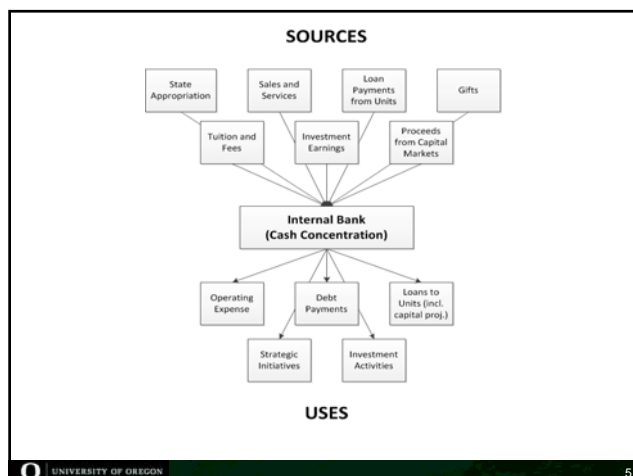 SOURCES
State
Appropriation
Sales and
Services
Loan
Payments
from Units
Gifts
Tuition and
Fees
Investment
Earnings
Proceeds
from Capital
Markets
Internal Bank
(Cash Concentration)
Operating
Expense
Debt
Payments
Loans to
Units (incl.
capital proj.)
Strategic
Initiatives
Investment
Activities
USES
O UNIVERSITY OF OREGON
5